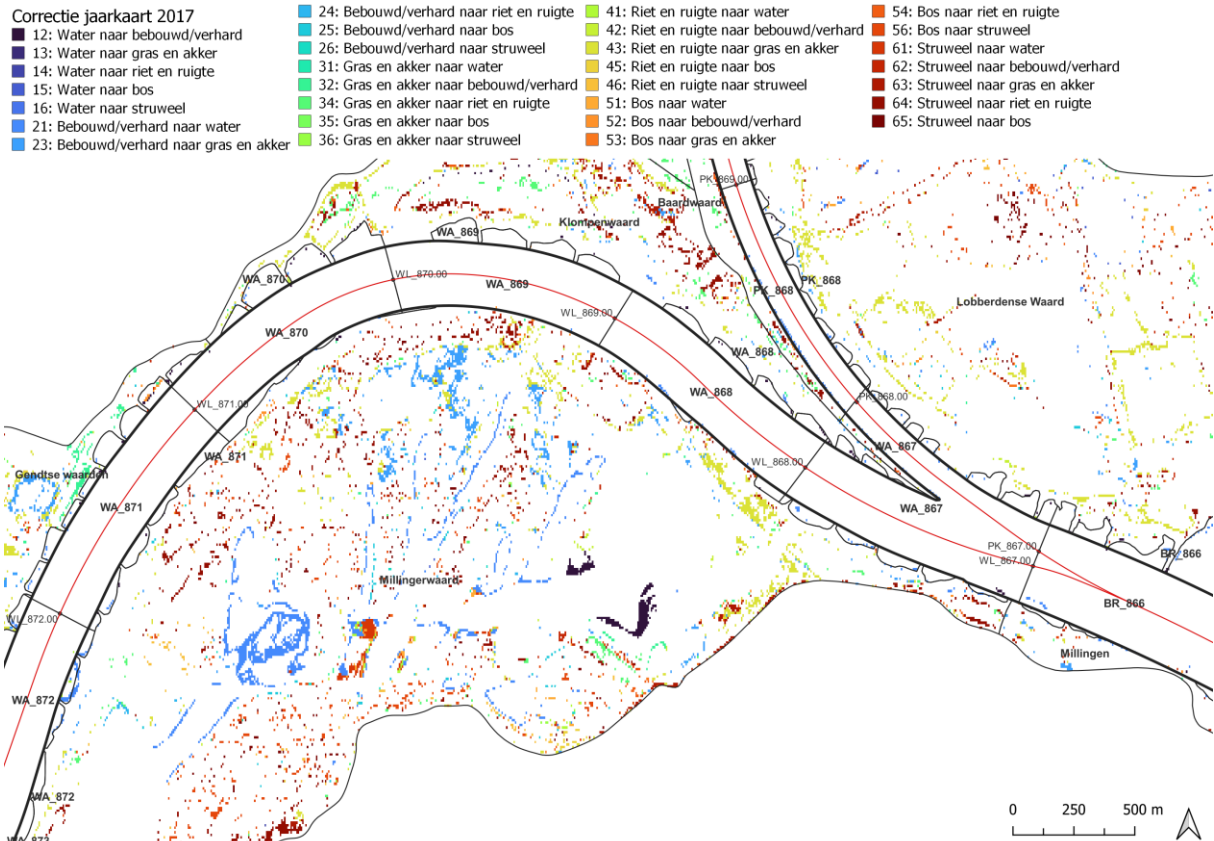 Correctie jaarkaart 2017
12: Water naar bebouwd/verhard
13: Water naar gras en akker
14: Water naar riet en ruigte
15: Water naar bos
16: Water naar struweel
21: Bebouwd/verhard naar water
23: Bebouwd/verhard naar gras en akker
24: Bebouwd/verhard naar riet en ruigte
25: Bebouwd/verhard naar bos
26: Bebouwd/verhard naar struweel
31: Gras en akker naar water
32: Gras en akker naar bebouwd/verhard
34: Gras en akker naar riet en ruigte
35: Gras en akker naar bos
36: Gras en akker naar struweel
41: Riet en ruigte naar water
42: Riet en ruigte naar bebouwd/verhard
43: Riet en ruigte naar gras en akker
45: Riet en ruigte naar bos
46: Riet en ruigte naar struweel
51: Bos naar water
52: Bos naar bebouwd/verhard
53: Bos naar gras en akker
54: Bos naar riet en ruigte
56: Bos naar struweel
61: Struweel naar water
62: Struweel naar bebouwd/verhard
63: Struweel naar gras en akker
64: Struweel naar riet en ruigte
65: Struweel naar bos
PK_869.00
Baardwaard
Klompenwaard
WA_869
WL_870.00
WA_870
WA_869
PK_868
PK_868
Lobberdense Waard
WL_869.00
WA_870
WA_868
WA_868
PK_868.00
WL_871.00
WA_867
WA_871
WL_868.00
Gendtse waarden
WA_871
WA_867
PK_867.00
WL_867.00
BR_866
Millingerwaard
BR_866
WL_872.00
Millingen
WA_872
WA_872
WA_873
0 250 500 m